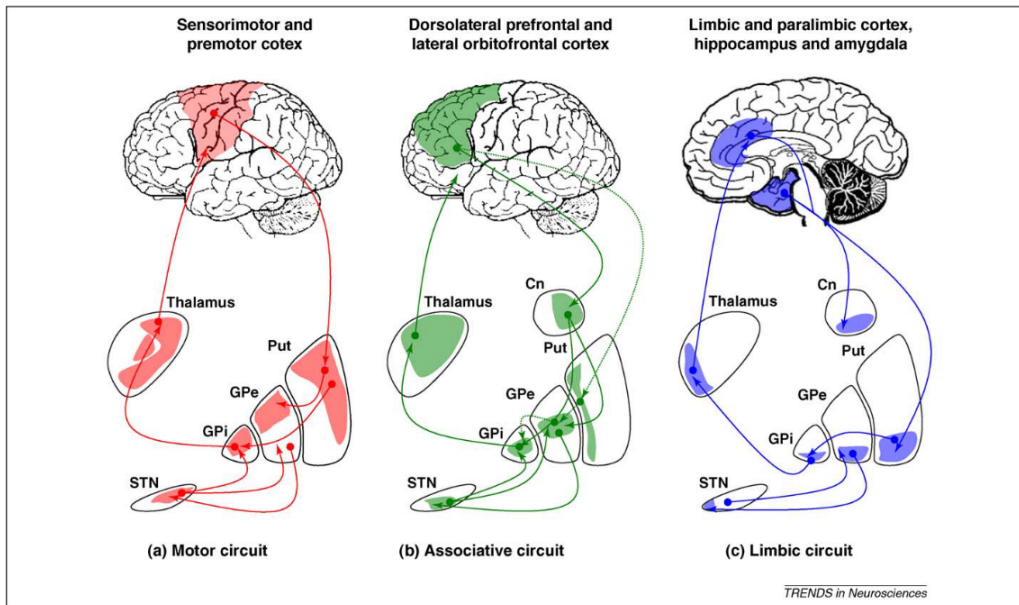 Sensorimotor and
premotor cotex
Dorsolateral prefrontal and
lateral orbitofrontal cortex
Limbic and paralimbic cortex,
hippocampus and amygdala
Thalamus
Put
GPe
GPi
STN
(a) Motor circuit
Cn
Thalamus
Put
GPe
GPi
STN
(b) Associative circuit
Cn
Thalamus
Put
GPe
GPi
STN
(c) Limbic circuit
TRENDS in Neurosciences